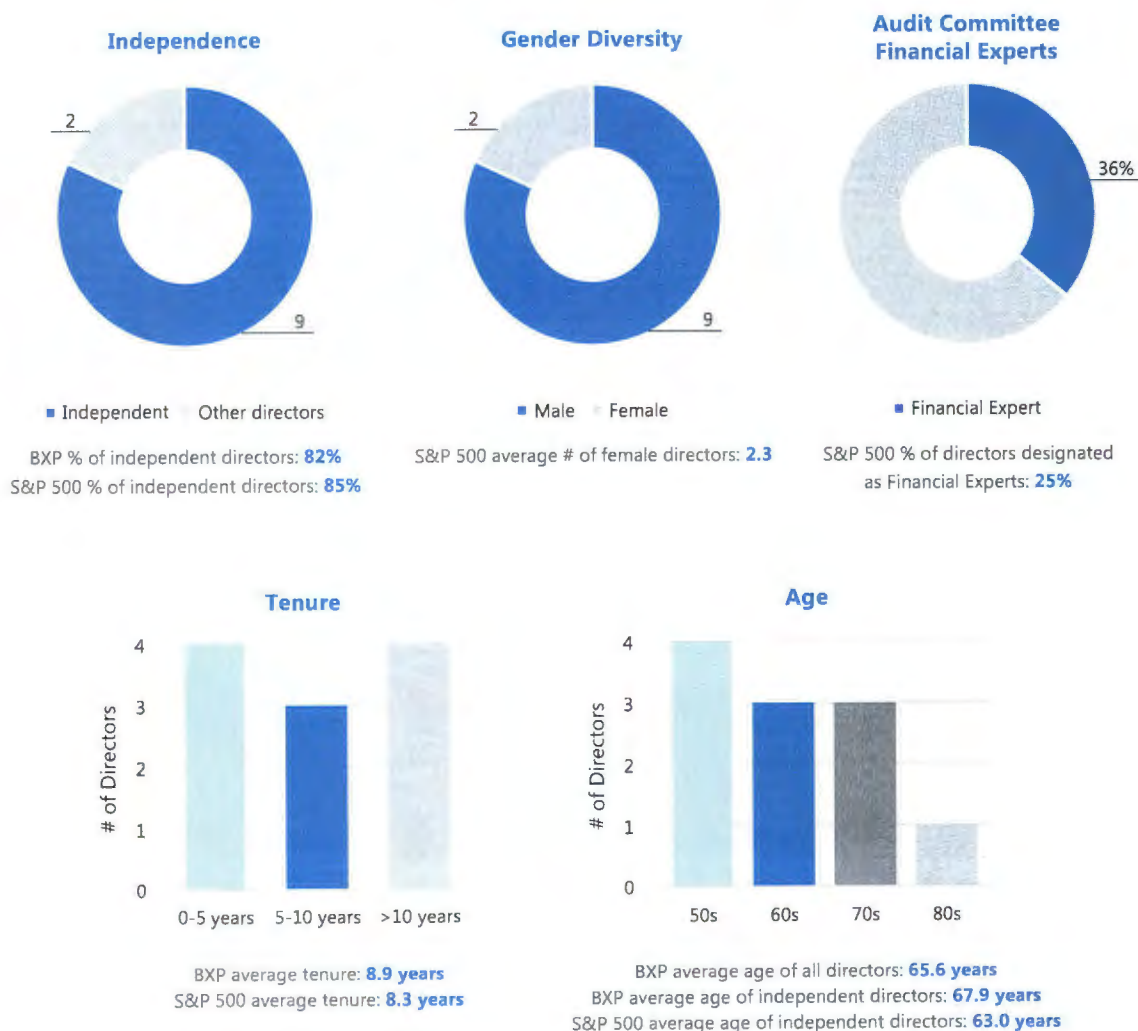 Independence
2
9
Independent Other directors
BXP % of independent directors: 82%
S&P 500 % of independent directors: 85%
Gender Diversity
2
9
Male Female
S&P 500 average # of female directors: 2.3
Audit Committee
Financial Experts
36%
Financial Expert
S&P 500 % of directors designated
as Financial Experts: 25%
Tenure
# of Directors
4
3
2
1
0
0-5 years 5-10 years >10 years
BXP average tenure: 8.9 years
S&P 500 average tenure: 8.3 years
Age
# of Directors
4
3
2
1
0
50s 60s 70s 80s
BXP average age of all directors: 65.6 years
BXP average age of independent directors: 67.9 years
S&P 500 average age of independent directors: 63.0 years